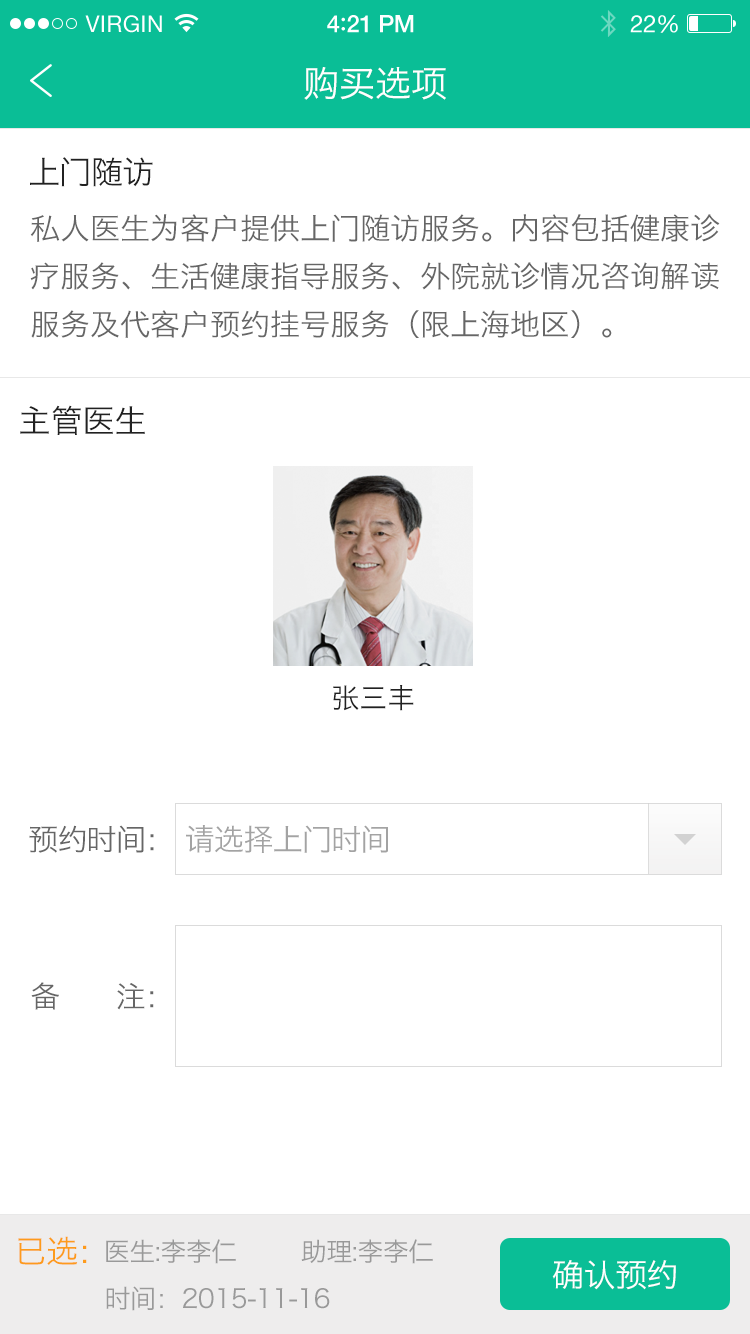 VIRGIN 4:21 PM 22%
购买选项
上门随访
私人医生为客户提供上门随访服务。内容包括健康诊
疗服务、生活健康指导服务、外院就诊情况咨询解读
服务及代客户预约挂号服务（限上海地区）。
主管医生
张三丰
预约时间： 请选择上门时间
备 注：
已选： 医生:李李仁 助理:李李仁
时间：2015-11-16
确认预约